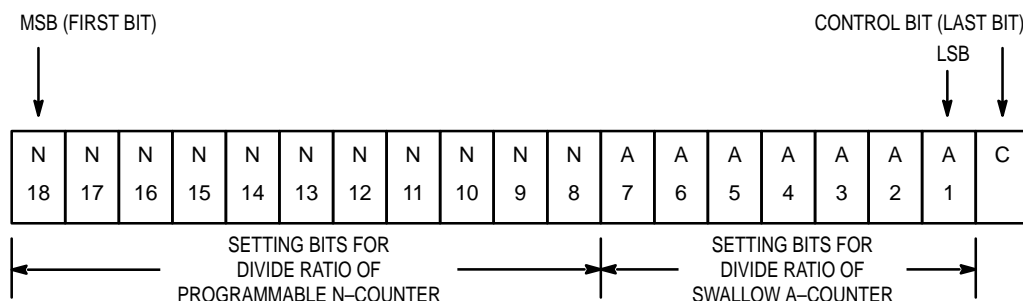 MSB (FIRST BIT)
CONTROL BIT (LAST BIT)
LSB
N N N N N N N N N N N A A A A A A A C
18 17 16 15 14 13 12 11 10 9 8 7 6 5 4 3 2 1
SETTING BITS FOR
DIVIDE RATIO OF
PROGRAMMABLE N–COUNTER
SETTING BITS FOR
DIVIDE RATIO OF
SWALLOW A–COUNTER